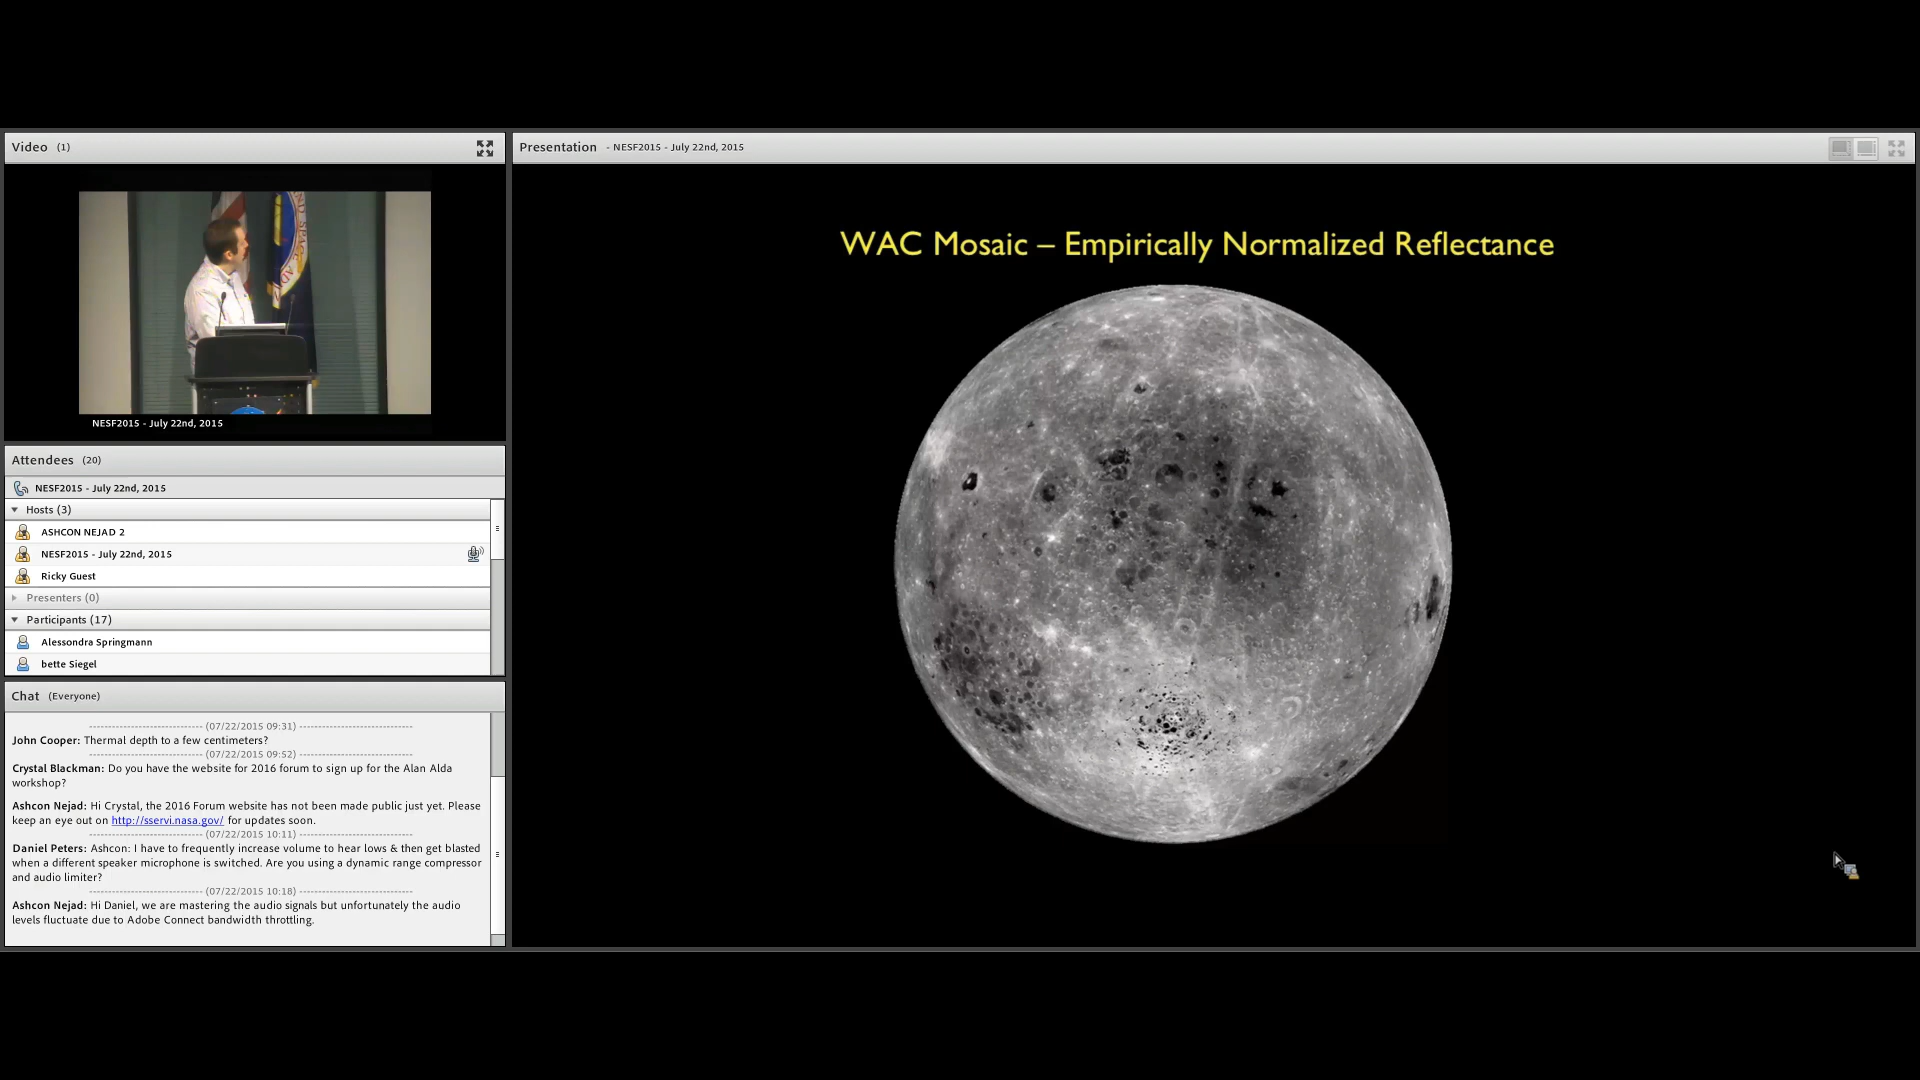 Video (1)
NESF2015 - July 22nd, 2015
Attendees (20)
NESF2015 - July 22nd, 2015
Hosts (3)
ASHCON NEJAD 2
NESF2015 - July 22nd, 2015
Ricky Guest
Presenters (0)
Participants (17)
Alessondra Springmann
bette Siegel
Chat (Everyone)
(07/22/2015 09:31)
John Cooper: Thermal depth to a few centimeters?
(07/22/2015 09:52)
Crystal Blackman: Do you have the website for 2016 forum to sign up for the Alan Alda
workshop?
Ashcon Nejad: Hi Crystal, the 2016 Forum website has not been made public just yet. Please
keep an eye out on http://sservi.nasa.gov/ for updates soon.
(07/22/2015 10:11)
Daniel Peters: Ashcon: I have to frequently increase volume to hear lows & then get blasted
when a different speaker microphone is switched. Are you using a dynamic range compressor
and audio limiter?
(07/22/2015 10:18)
Ashcon Nejad: Hi Daniel, we are mastering the audio signals but unfortunately the audio
levels fluctuate due to Adobe Connect bandwidth throttling.
Presentation - NESF2015 - July 22nd, 2015
WAC Mosaic – Empirically Normalized Reflectance